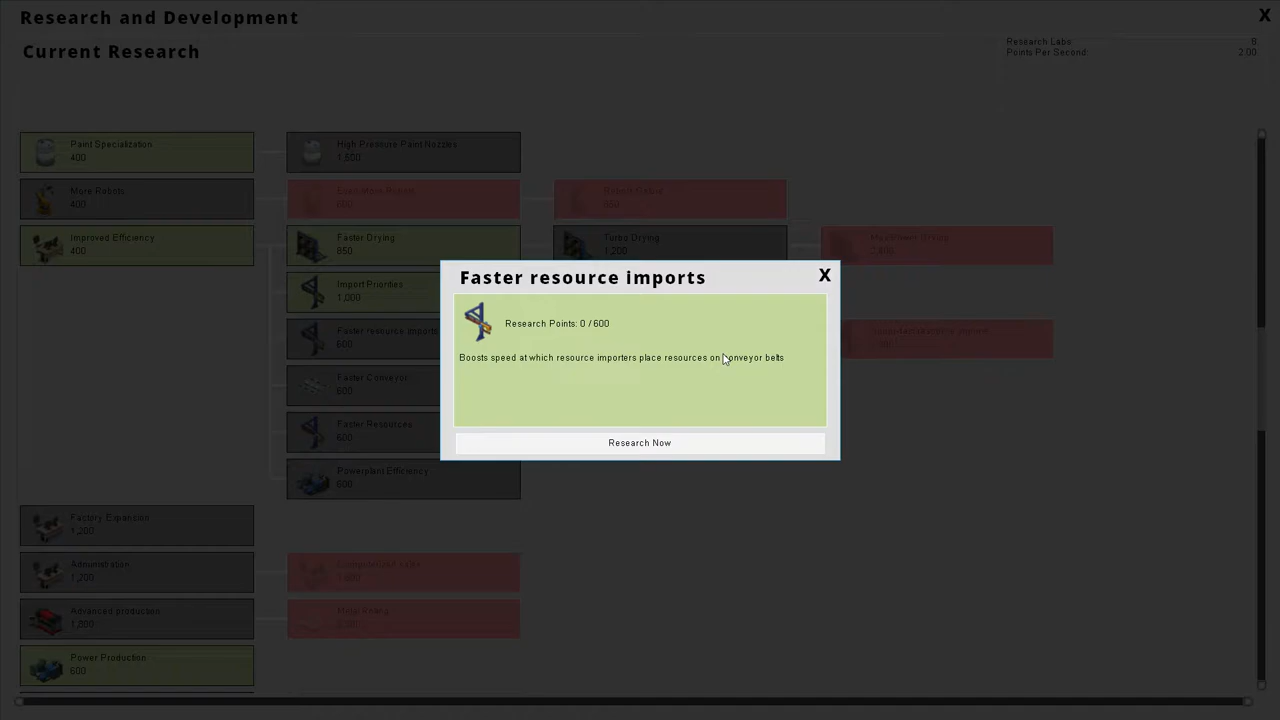 Research and Development
X
Current Research
Research Labs: 8
Points Per Second: 2.00
Paint Specialization
400
High Pressure Paint Nozzles
1,500
More Robots
400
Improved Efficiency
400
Faster Drying
850
Turbo Drying
1,200
Import Priorities
1,000
Faster resource imports
600
Faster Conveyor
600
Faster Resources
600
Powerplant Efficiency
600
Faster resource imports
X
Research Points: 0 / 600
Boosts speed at which resource importers place resources on conveyor belts
Research Now
Factory Expansion
1,200
Administration
1,200
Advanced production
1,800
Power Production
600